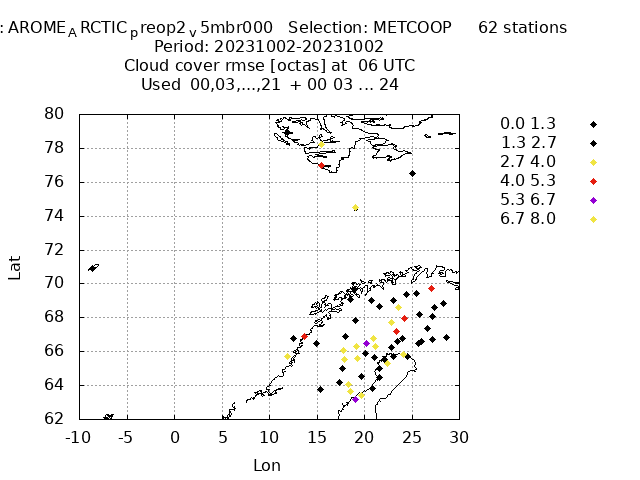 : AROME_A RCTIC_p reop2_v 5mbr000 Selection: METCOOP 62 stations
Period: 20231002-20231002
Cloud cover rmse [octas] at 06 UTC
Used 00,03,...,21 + 00 03 ... 24
80
78
76
74
72
70
68
66
64
62
-10 -5 0 5 10 15 20 25 30
Lat
Lon
0.0 1.3
1.3 2.7
2.7 4.0
4.0 5.3
5.3 6.7
6.7 8.0